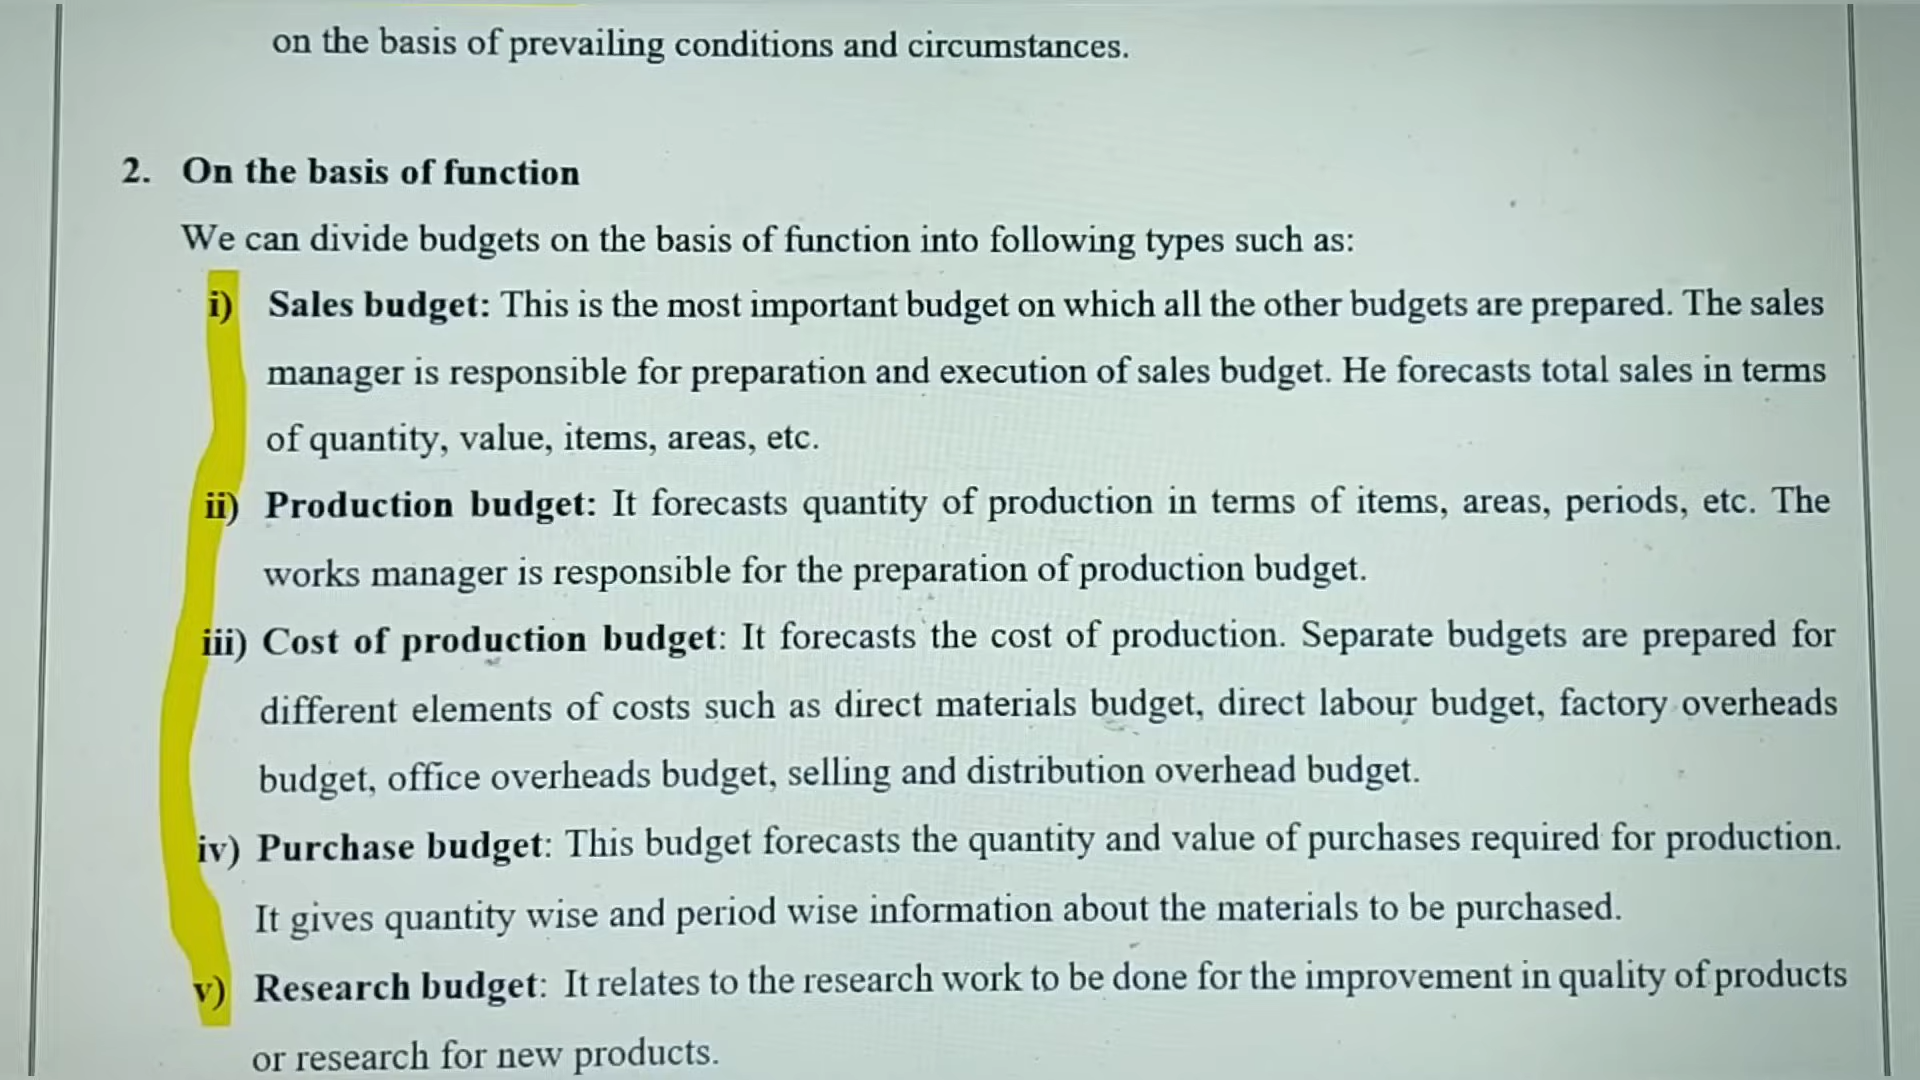 on the basis of prevailing conditions and circumstances.
2. On the basis of function
We can divide budgets on the basis of function into following types such as:
i) Sales budget: This is the most important budget on which all the other budgets are prepared. The sales
manager is responsible for preparation and execution of sales budget. He forecasts total sales in terms
of quantity, value, items, areas, etc.
ii) Production budget: It forecasts quantity of production in terms of items, areas, periods, etc. The
works manager is responsible for the preparation of production budget.
iii) Cost of production budget: It forecasts the cost of production. Separate budgets are prepared for
different elements of costs such as direct materials budget, direct labour budget, factory overheads
budget, office overheads budget, selling and distribution overhead budget.
iv) Purchase budget: This budget forecasts the quantity and value of purchases required for production.
It gives quantity wise and period wise information about the materials to be purchased.
v) Research budget: It relates to the research work to be done for the improvement in quality of products
or research for new products.